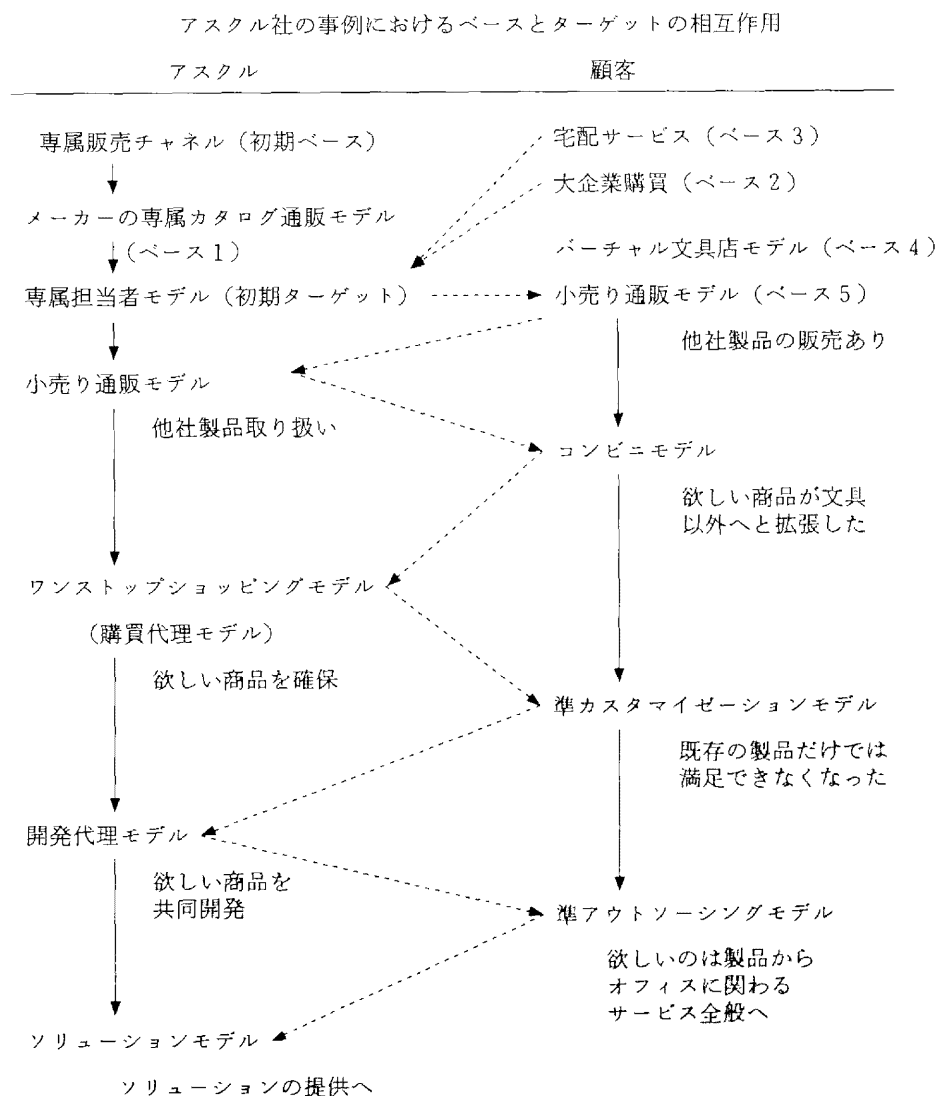 アスクル社の事例におけるベースとターゲットの相互作用
アスクル
顧客
専属販売チャネル（初期ベース）
宅配サービス（ベース3）
大企業購買（ベース2）
メーカーの専属カタログ通販モデル
（ベース1）
バーチャル文具店モデル（ベース4）
専属担当者モデル（初期ターゲット）
小売り通販モデル（ベース5）
他社製品の販売あり
小売り通販モデル
他社製品取り扱い
コンビニモデル
欲しい商品が文具
以外へと拡張した
ワンストップショッピングモデル
（購買代理モデル）
欲しい商品を確保
準カスタマイゼーションモデル
既存の製品だけでは
満足できなくなった
開発代理モデル
欲しい商品を
共同開発
準アウトソーシングモデル
欲しいのは製品から
オフィスに関わる
サービス全般へ
ソリューションモデル
ソリューションの提供へ